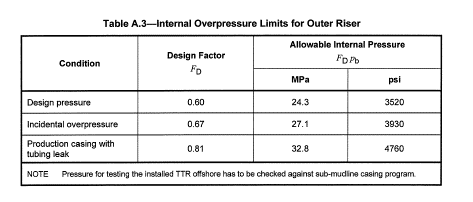 Table A.3—Internal Overpressure Limits for Outer Riser
Condition
Design Factor
FD
Allowable Internal Pressure
FD pb
MPa
psi
Design pressure
0.60
24.3
3520
Incidental overpressure
0.67
27.1
3930
Production casing with
tubing leak
0.81
32.8
4760
NOTE Pressure for testing the installed TTR offshore has to be checked against sub-mudline casing program.